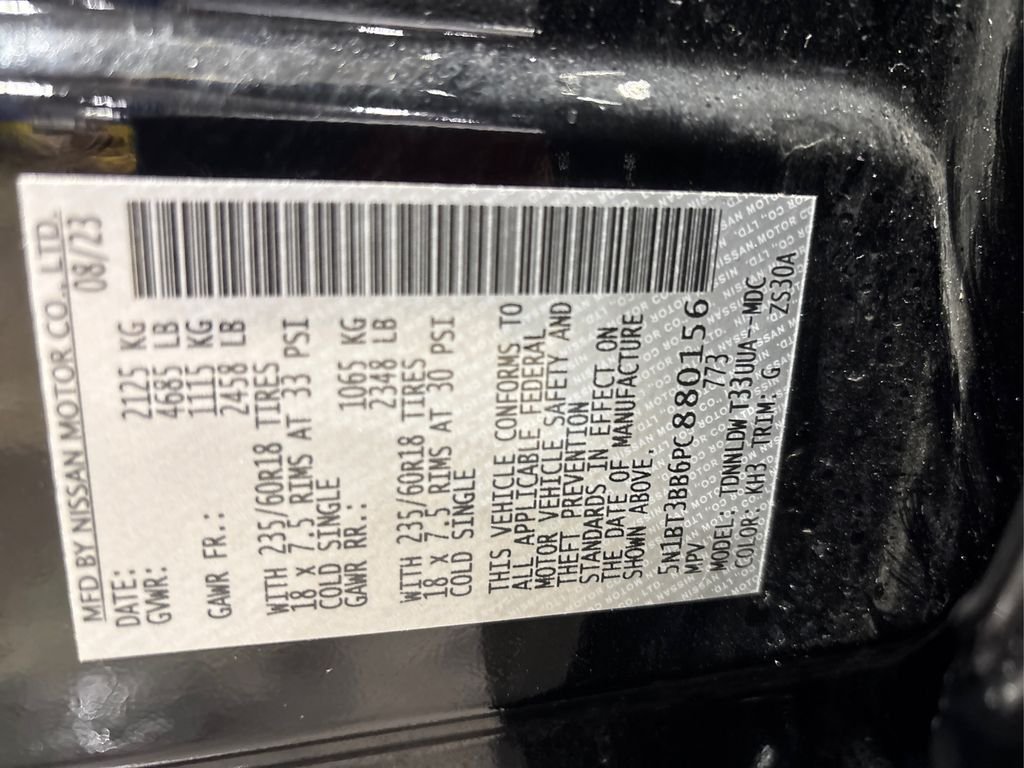 MFD BY NISSAN MOTOR CO., LTD.
DATE: 08/23
GVWR: 2125 KG
4685 LB
GAWR FR.: 1115 KG
2458 LB
WITH 235/60R18 TIRES
18 X 7.5 RIMS AT 33 PSI
COLD SINGLE
GAWR RR.: 1065 KG
2348 LB
WITH 235/60R18 TIRES
18 X 7.5 RIMS AT 30 PSI
COLD SINGLE
THIS VEHICLE CONFORMS TO
ALL APPLICABLE FEDERAL
MOTOR VEHICLE SAFETY AND
THEFT PREVENTION
STANDARDS IN EFFECT ON
THE DATE OF MANUFACTURE
SHOWN ABOVE.
5N1BT3BB6PC880156
MPV 773
MODEL: TDNNLDWT33UUA-MDC
COLOR: KH3 TRIM: G ZS30A